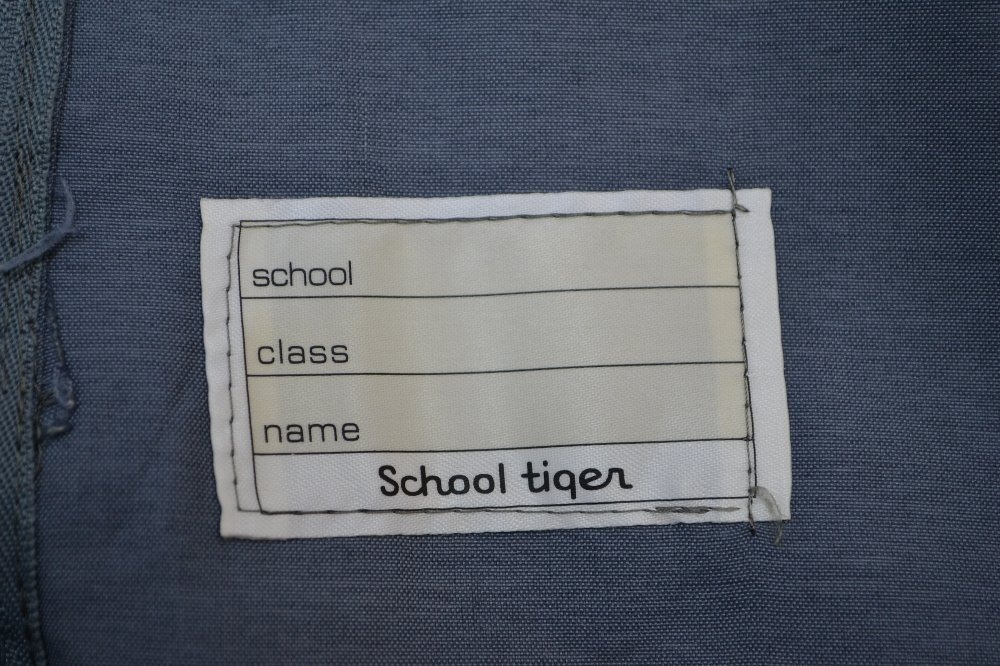 school
class
name
School tiger